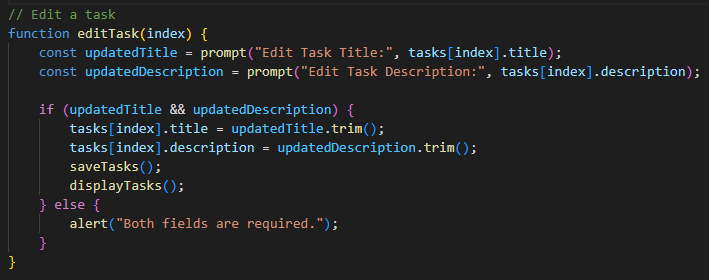 // Edit a task
function editTask(index) {
    const updatedTitle = prompt("Edit Task Title:", tasks[index].title);
    const updatedDescription = prompt("Edit Task Description:", tasks[index].description);

    if (updatedTitle && updatedDescription) {
        tasks[index].title = updatedTitle.trim();
        tasks[index].description = updatedDescription.trim();
        saveTasks();
        displayTasks();
    } else {
        alert("Both fields are required.");
    }
}